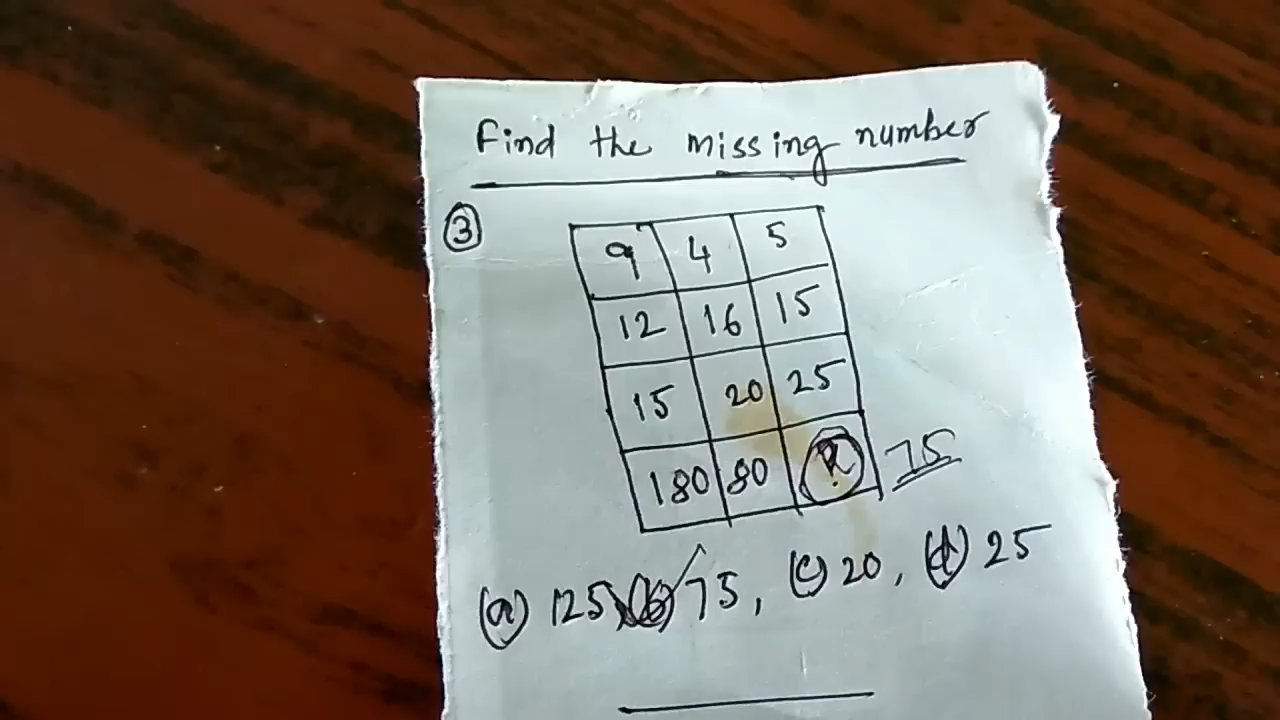 Find the missing number
3
9 4 5
12 16 15
15 20 25
180 80 ? 75
(a) 125, (b) 75, (c) 20, (d) 25